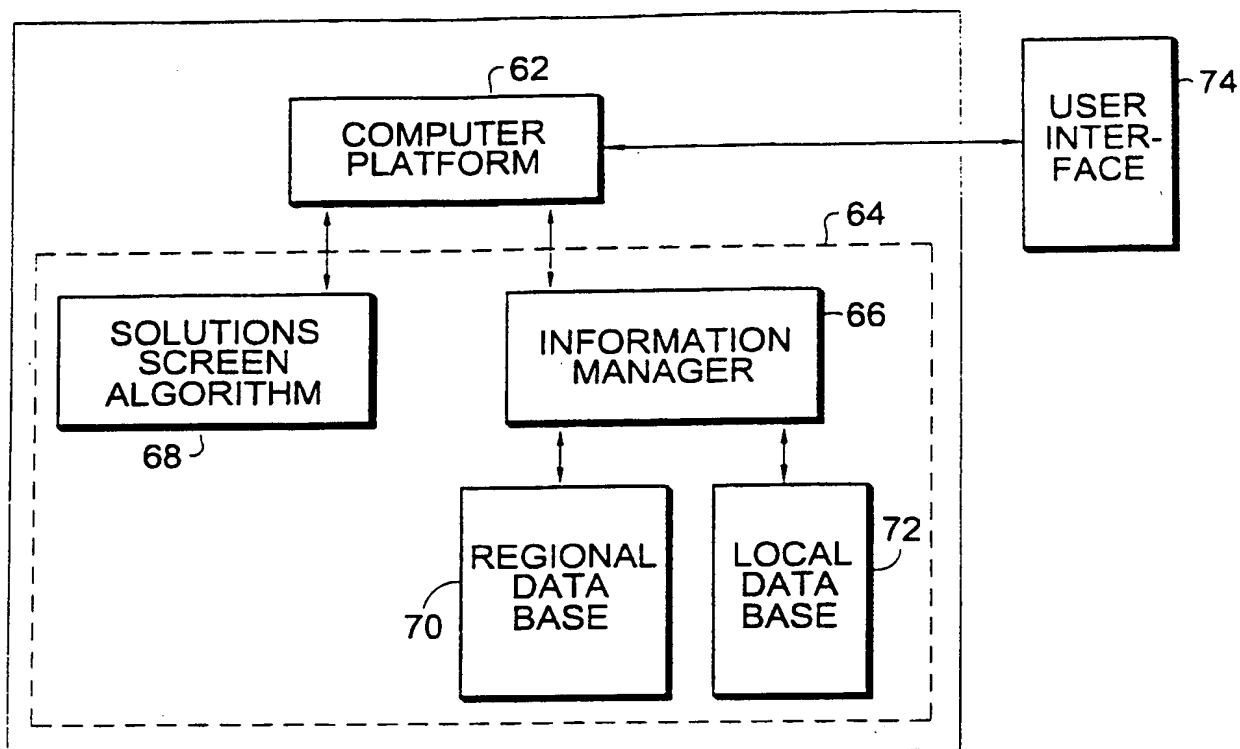 62
COMPUTER
PLATFORM
74
USER
INTER-
FACE
64
SOLUTIONS
SCREEN
ALGORITHM
68
66
INFORMATION
MANAGER
70
REGIONAL
DATA
BASE
72
LOCAL
DATA
BASE